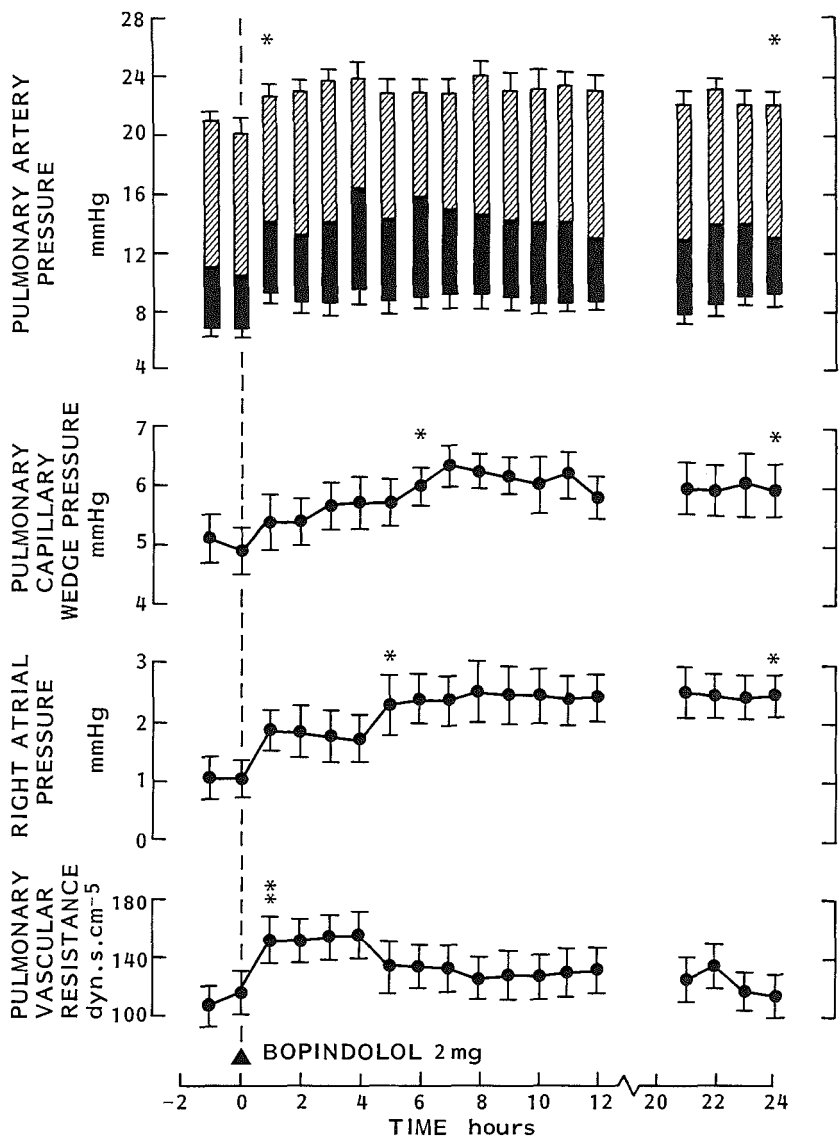 PULMONARY ARTERY
PRESSURE
mmHg
28
24
20
16
12
8
4
*
*
PULMONARY
CAPILLARY
WEDGE PRESSURE
mmHg
7
6
5
4
*
*
RIGHT ATRIAL
PRESSURE
mmHg
3
2
1
0
*
*
PULMONARY
VASCULAR
RESISTANCE
dyn.s.cm-5
180
140
100
**
▲ BOPINDOLOL 2mg
-2 0 2 4 6 8 10 12 20 22 24
TIME hours